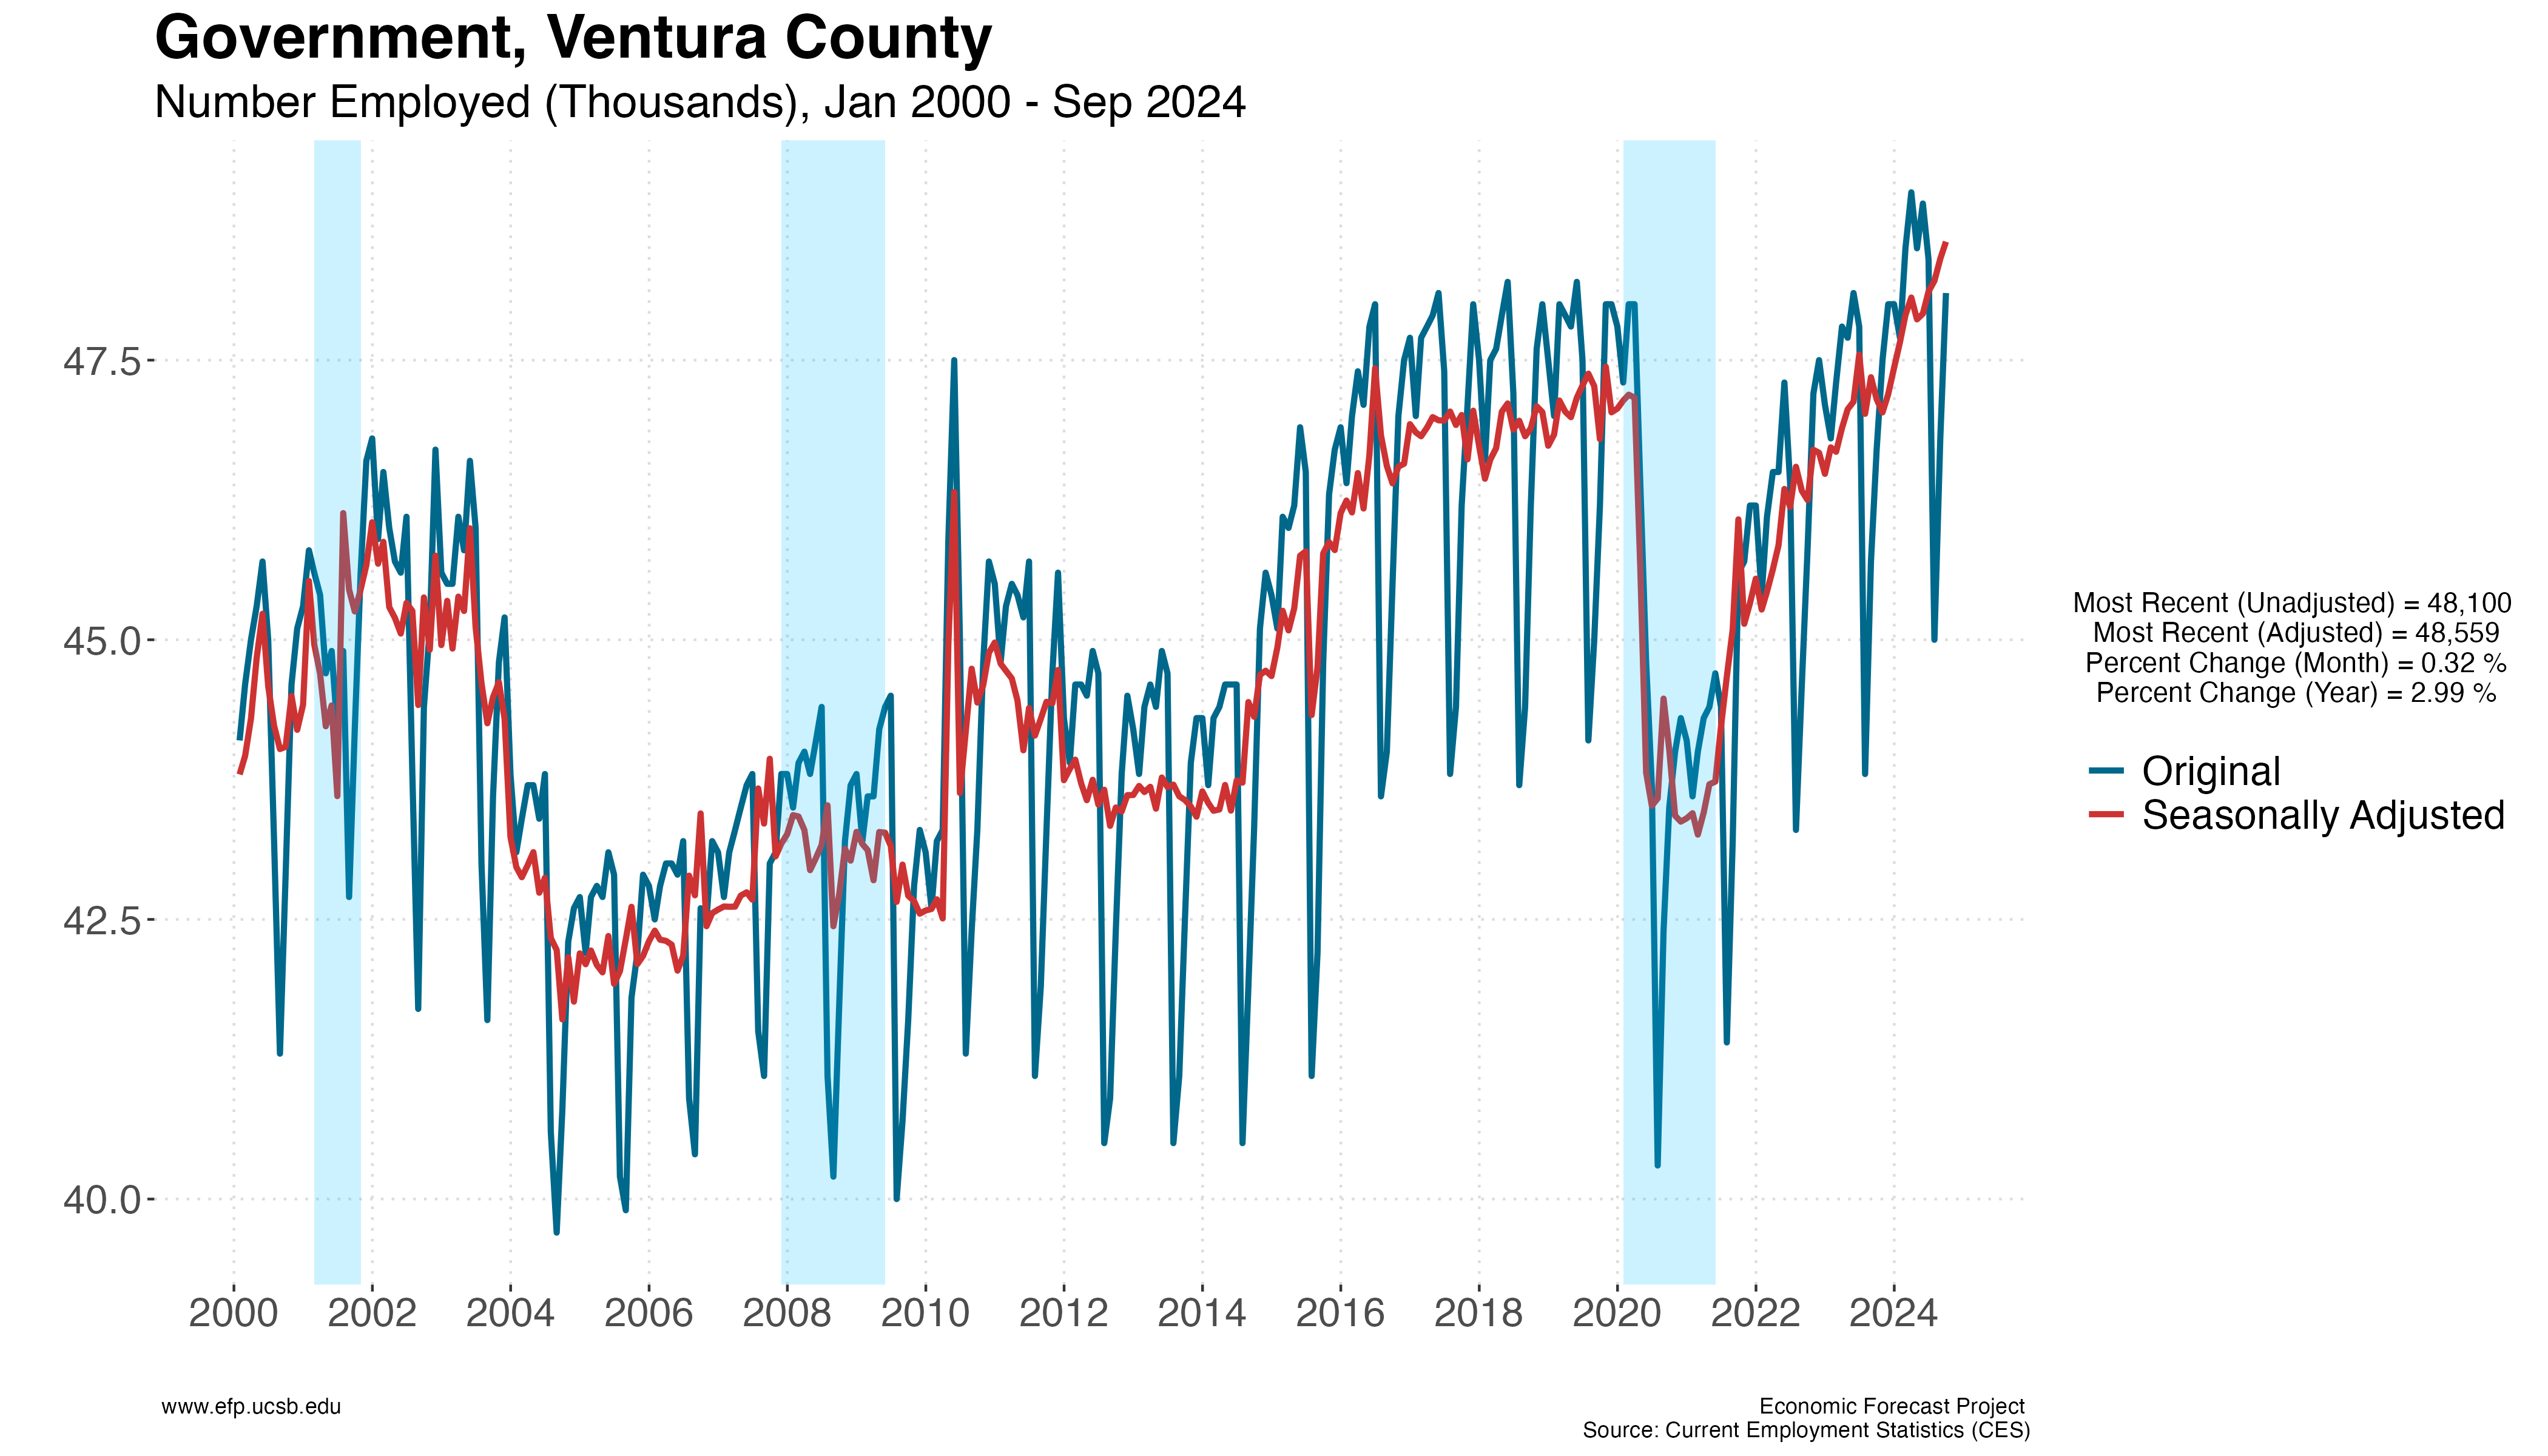 Government, Ventura County
Number Employed (Thousands), Jan 2000 - Sep 2024
47.5
45.0
42.5
40.0
2000 2002 2004 2006 2008 2010 2012 2014 2016 2018 2020 2022 2024
Most Recent (Unadjusted) = 48,100
Most Recent (Adjusted) = 48,559
Percent Change (Month) = 0.32 %
Percent Change (Year) = 2.99 %
Original
Seasonally Adjusted
www.efp.ucsb.edu
Economic Forecast Project
Source: Current Employment Statistics (CES)